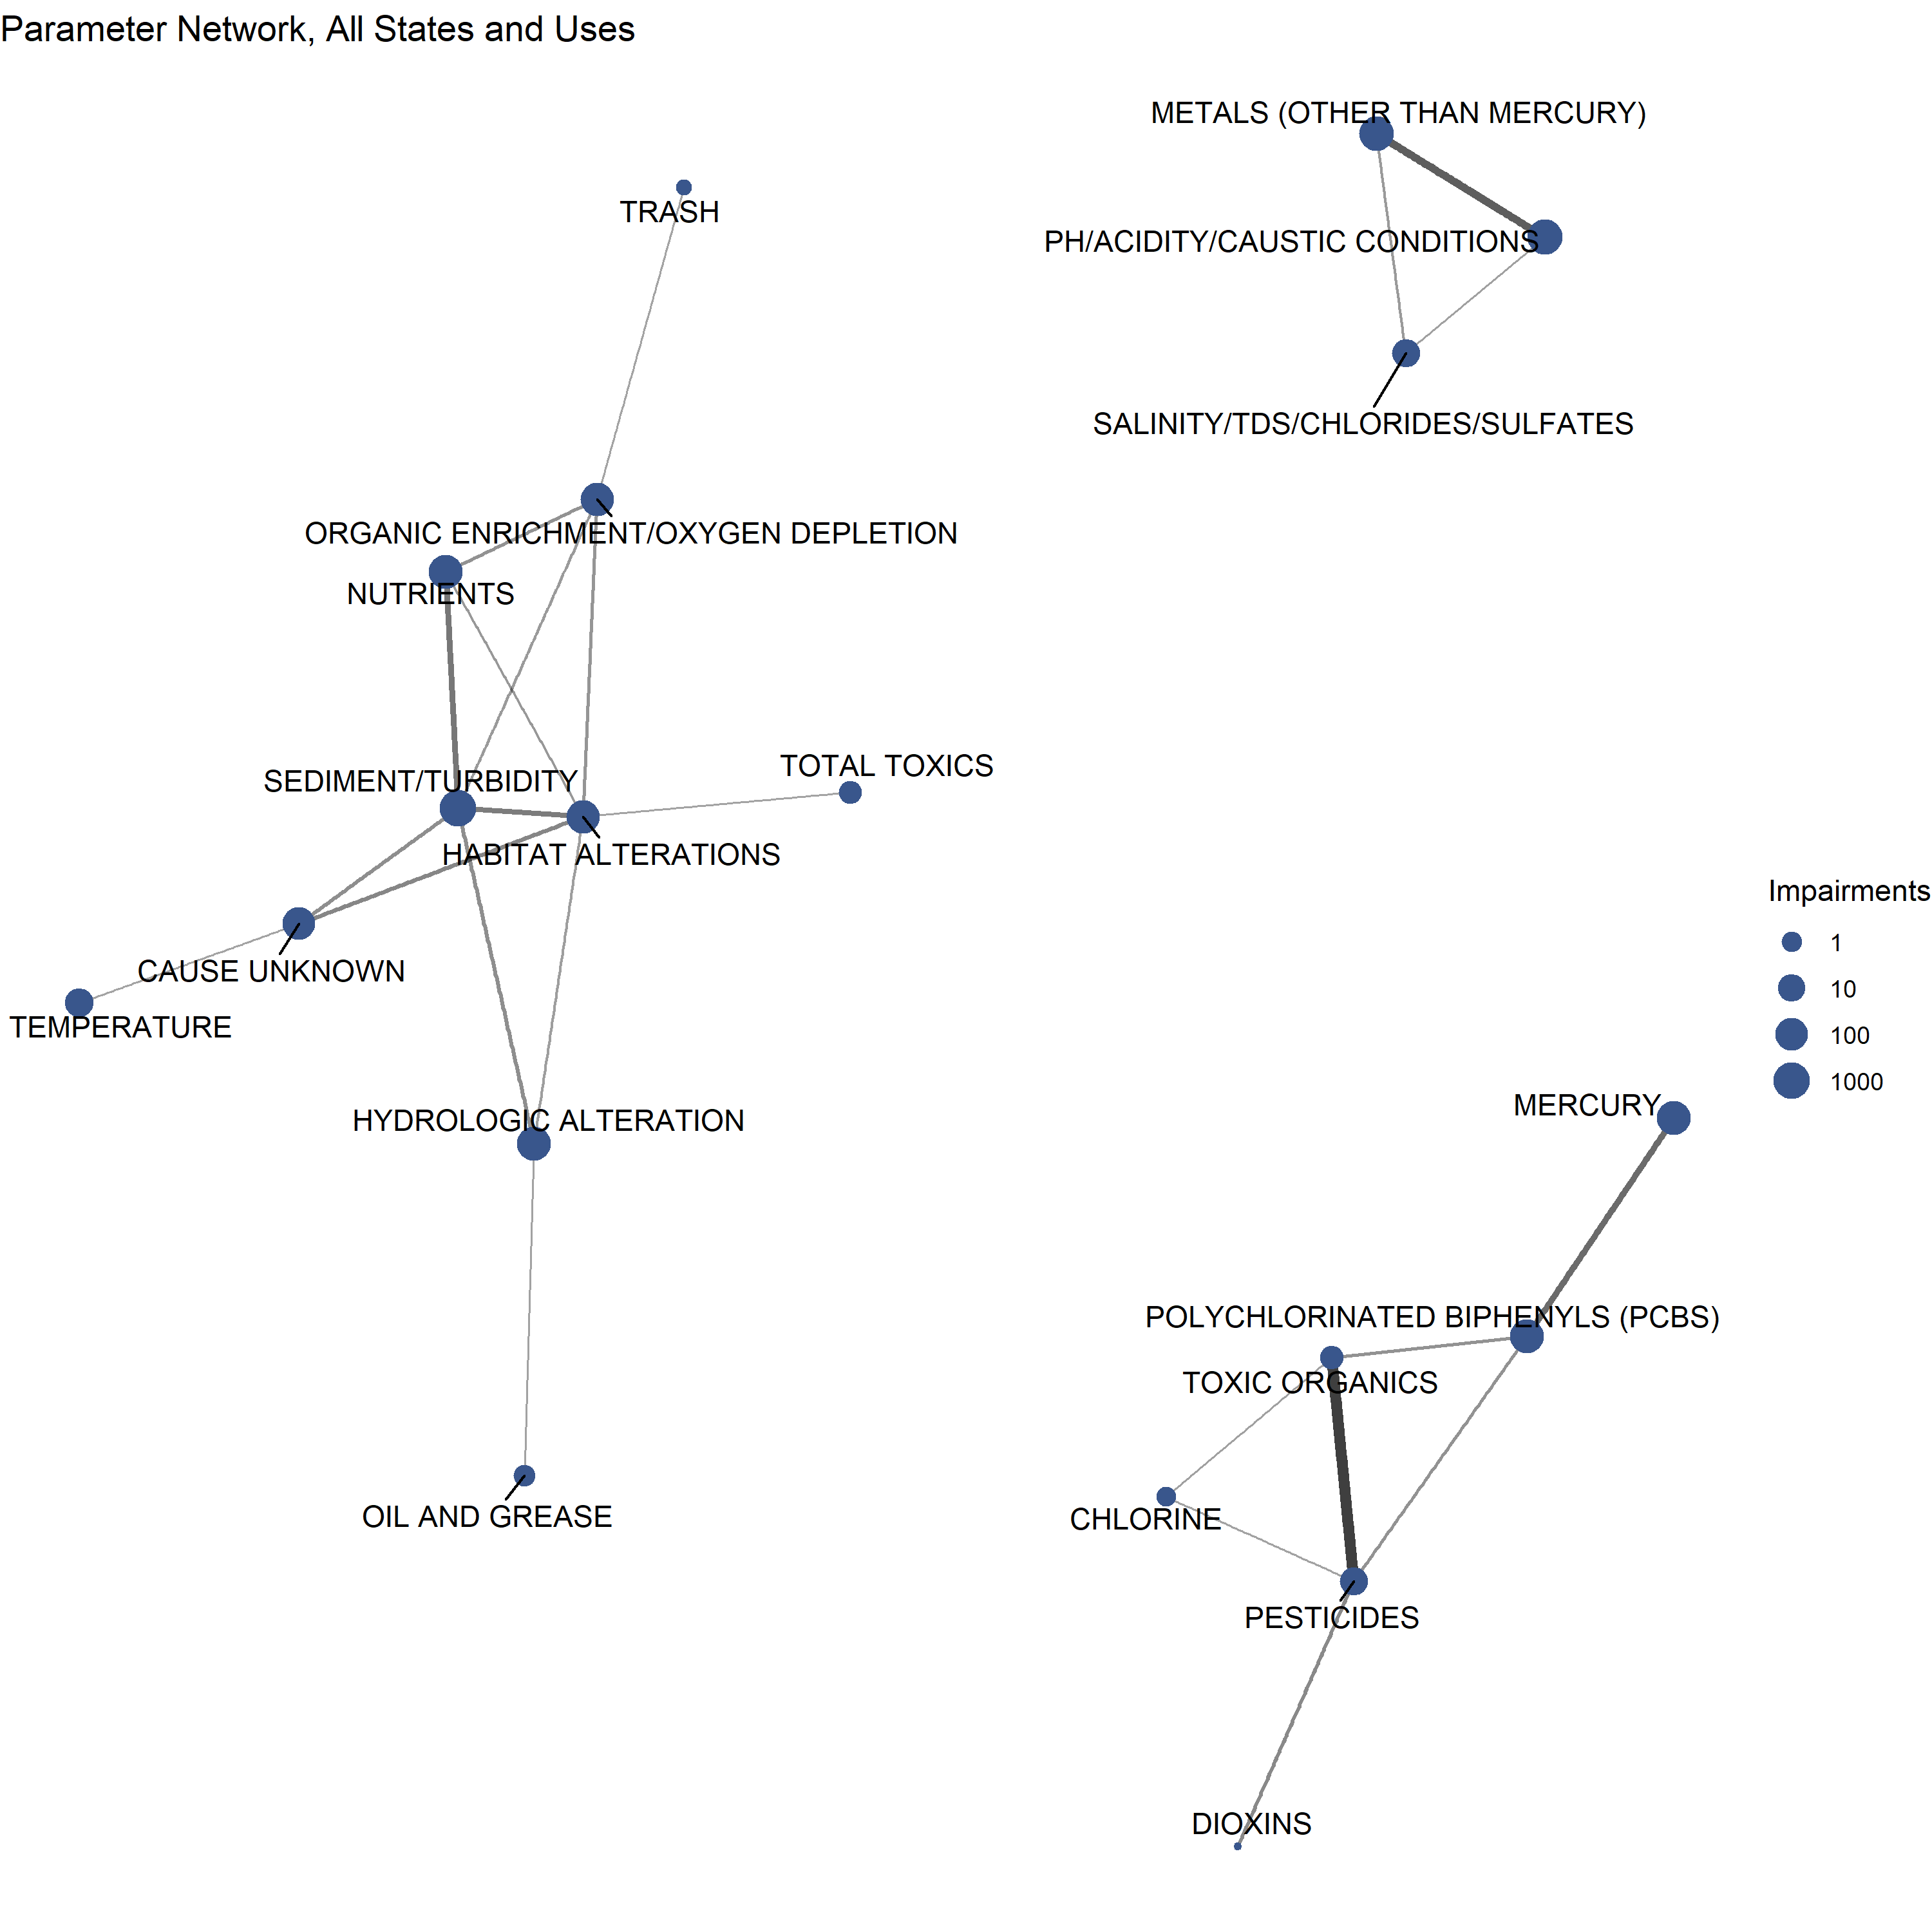 Parameter Network, All States and Uses
METALS (OTHER THAN MERCURY)
TRASH
PH/ACIDITY/CAUSTIC CONDITIONS
SALINITY/TDS/CHLORIDES/SULFATES
ORGANIC ENRICHMENT/OXYGEN DEPLETION
NUTRIENTS
TOTAL TOXICS
SEDIMENT/TURBIDITY
HABITAT ALTERATIONS
CAUSE UNKNOWN
TEMPERATURE
HYDROLOGIC ALTERATION
OIL AND GREASE
Impairments
1
10
100
1000
MERCURY
POLYCHLORINATED BIPHENYLS (PCBS)
TOXIC ORGANICS
CHLORINE
PESTICIDES
DIOXINS